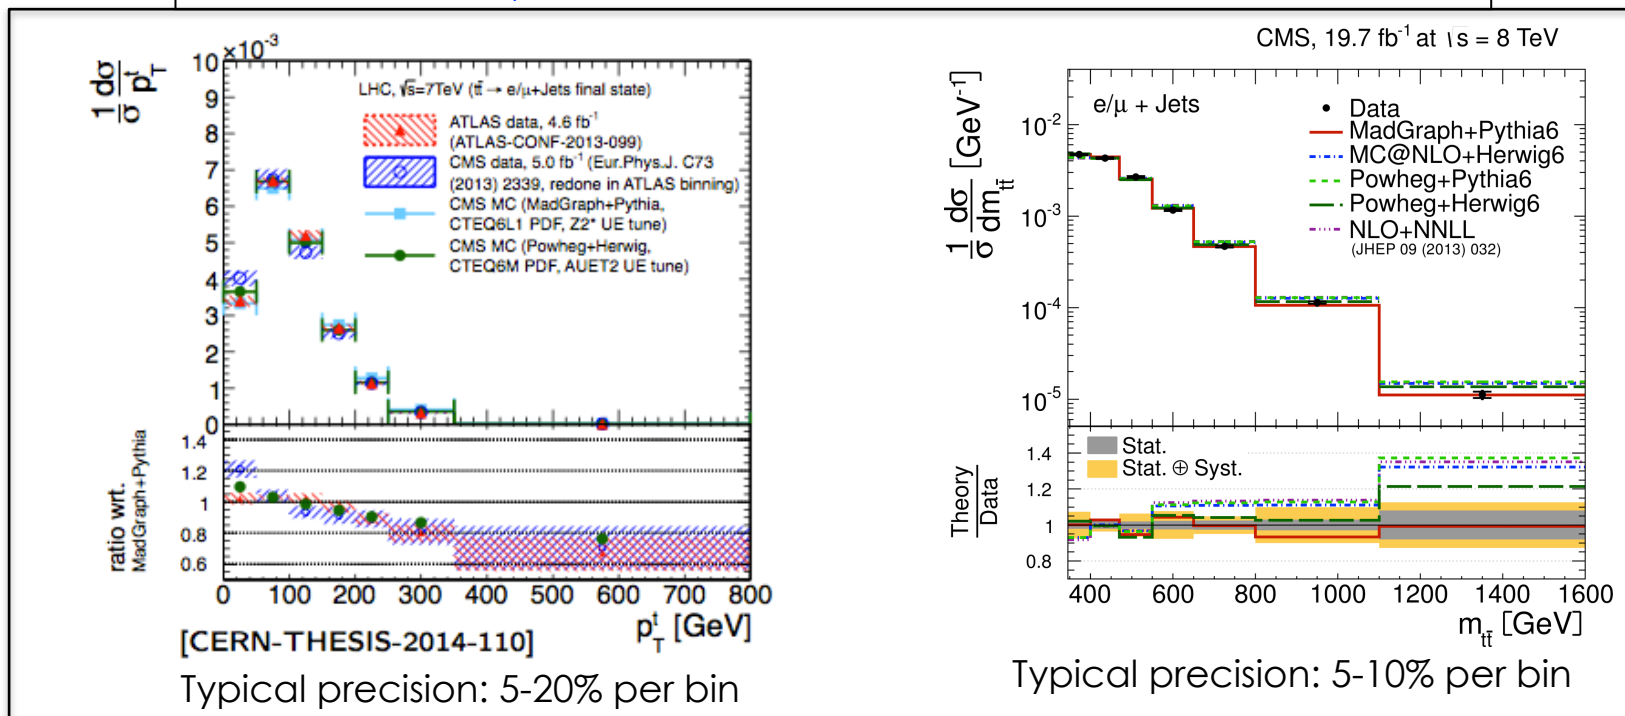 10 ×10⁻³
9
8
7
6
5
4
3
2
1
0
1 dσ
σ p_T^t
LHC, √s=7TeV (tt̄ → e/μ+Jets final state)
ATLAS data, 4.6 fb⁻¹
(ATLAS-CONF-2013-099)
CMS data, 5.0 fb⁻¹ (Eur.Phys.J. C73
(2013) 2339, redone in ATLAS binning)
CMS MC (MadGraph+Pythia,
CTEQ6L1 PDF, Z2* UE tune)
CMS MC (Powheg+Herwig,
CTEQ6M PDF, AUET2 UE tune)
ratio wrt.
MadGraph+Pythia
1.4
1.2
1
0.8
0.6
0 100 200 300 400 500 600 700 800
p_T^t [GeV]
[CERN-THESIS-2014-110]
Typical precision: 5-20% per bin
CMS, 19.7 fb⁻¹ at √s = 8 TeV
1 dσ
σ dm_tt̄ [GeV⁻¹]
e/μ + Jets
Data
MadGraph+Pythia6
MC@NLO+Herwig6
Powheg+Pythia6
Powheg+Herwig6
NLO+NNLL
(JHEP 09 (2013) 032)
10⁻²
10⁻³
10⁻⁴
10⁻⁵
Stat.
Stat. ⊕ Syst.
Theory
Data
1.4
1.2
1
0.8
400 600 800 1000 1200 1400 1600
m_tt̄ [GeV]
Typical precision: 5-10% per bin